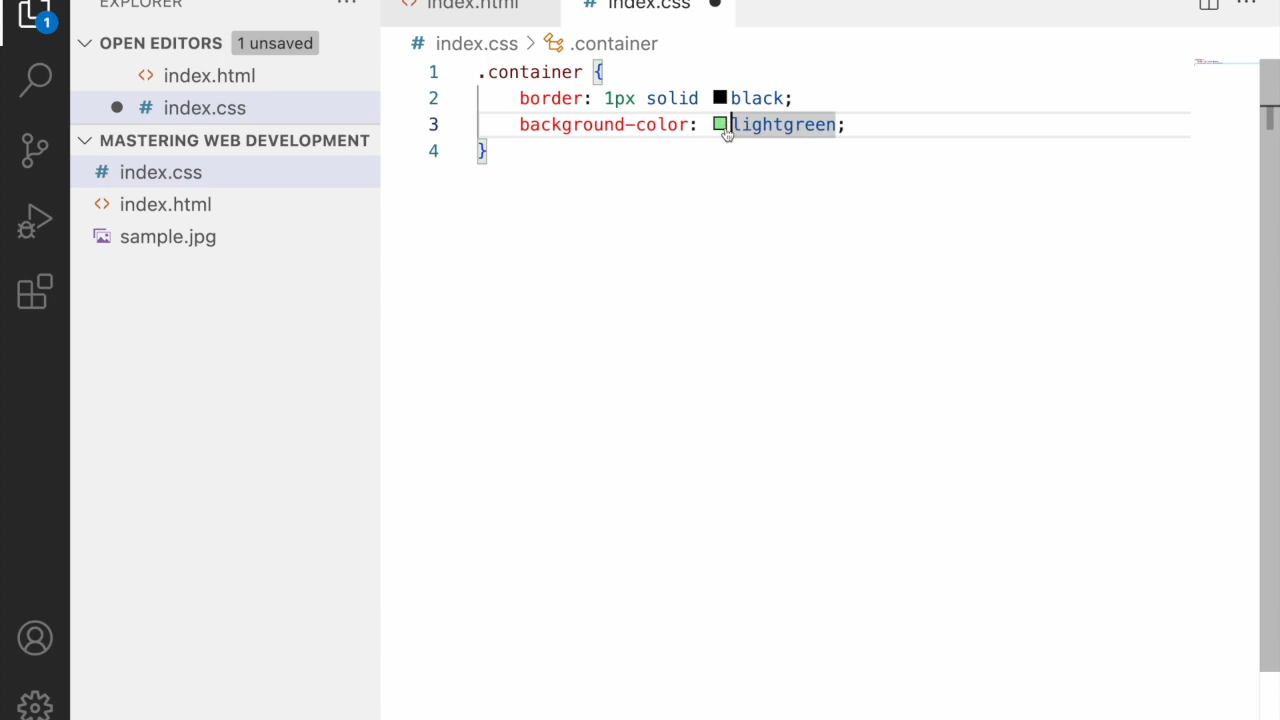 EXPLORER
index.html
index.css
1
OPEN EDITORS 1 unsaved
index.html
index.css
MASTERING WEB DEVELOPMENT
index.css
index.html
sample.jpg
index.css > .container
1 .container {
2 border: 1px solid black;
3 background-color: lightgreen;
4 }